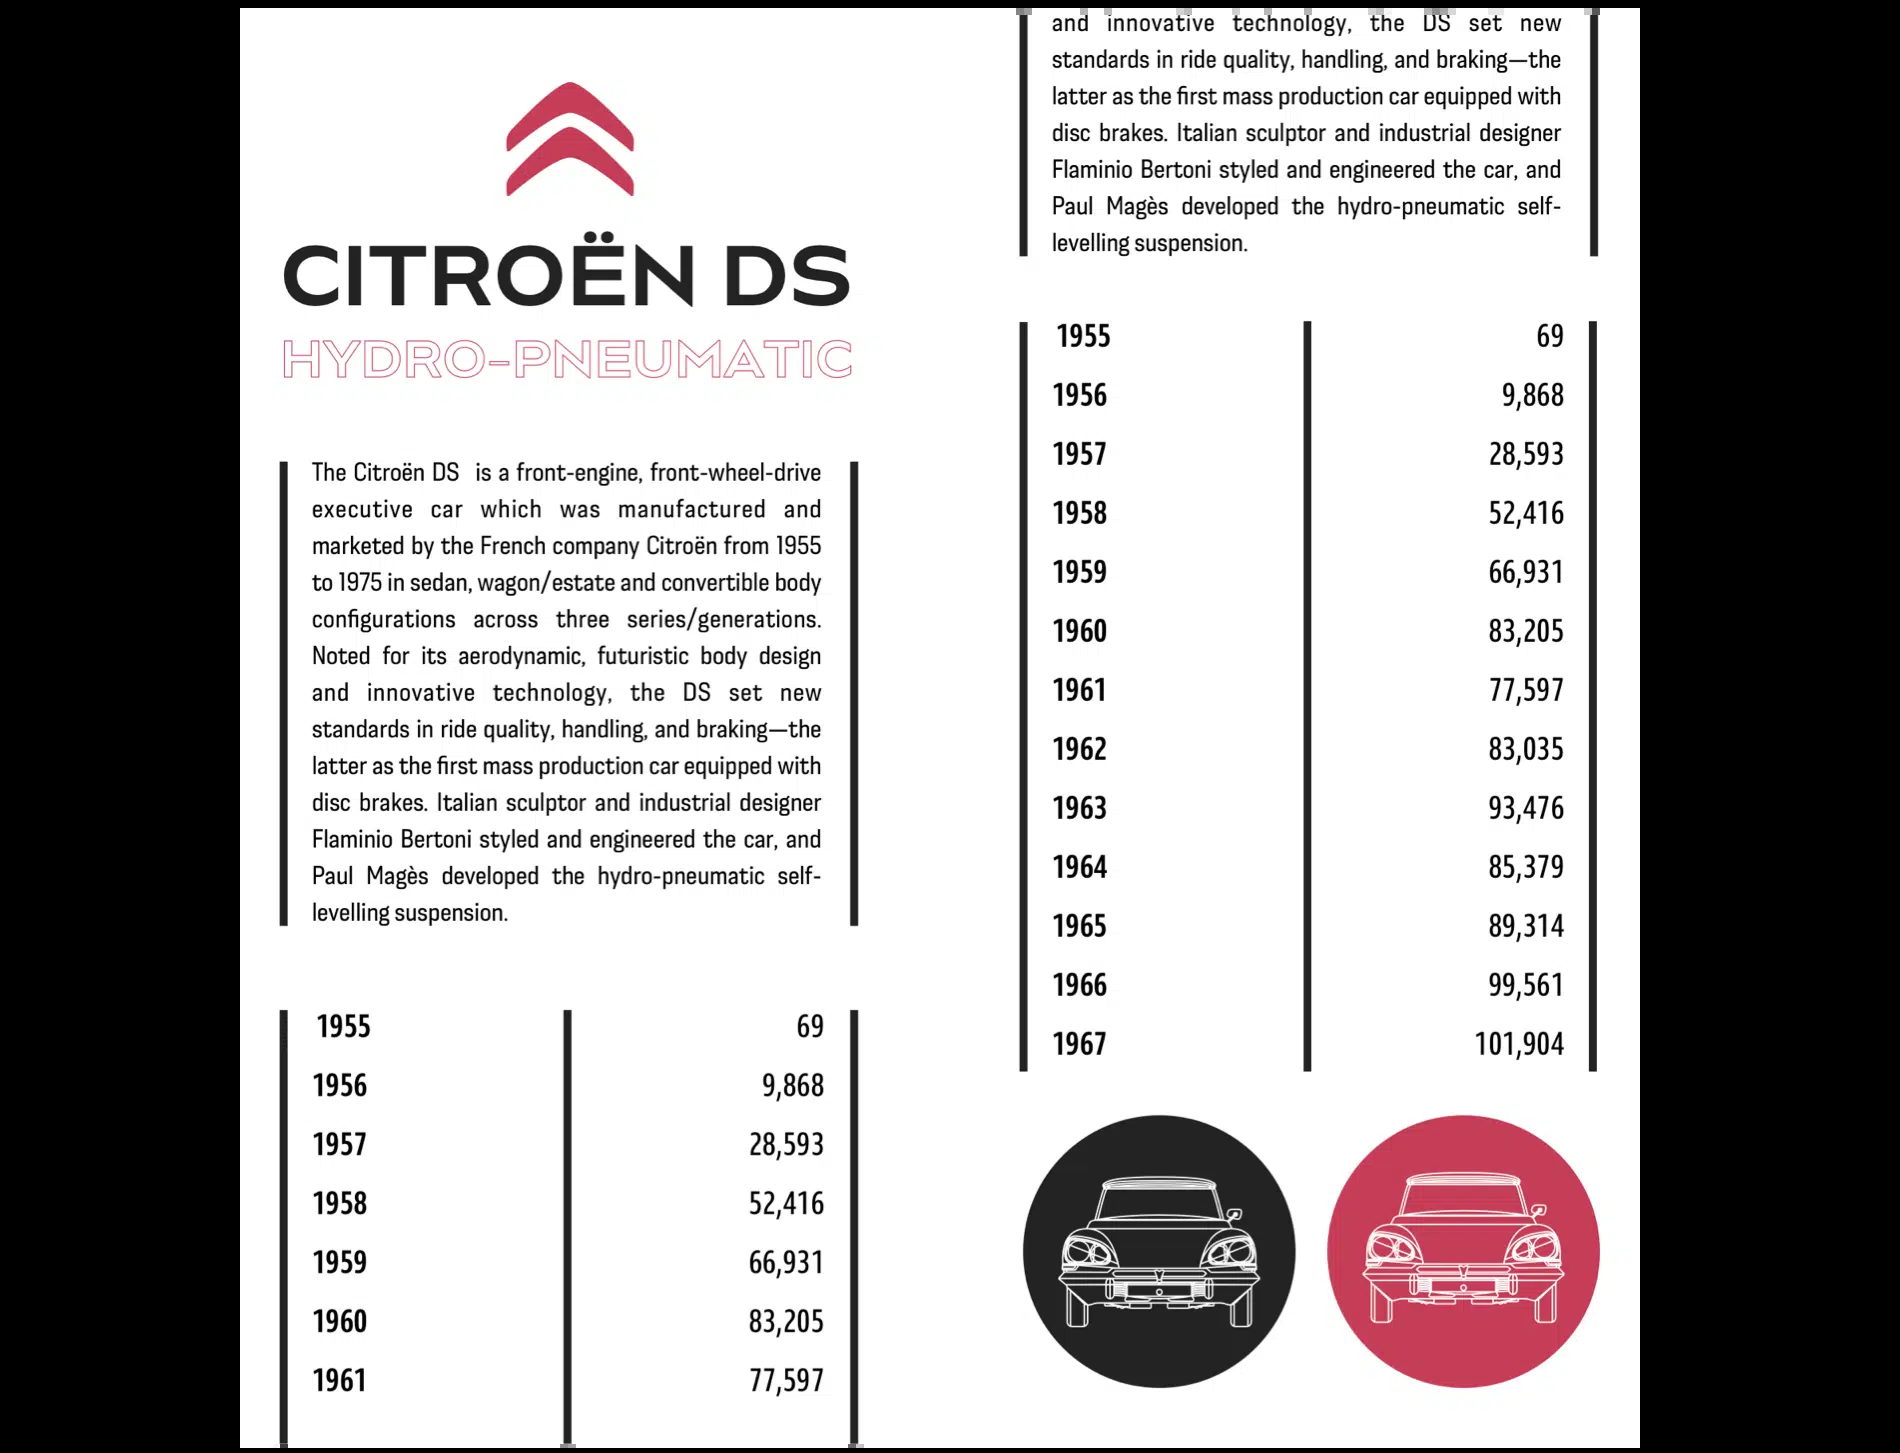 CITROËN DS
HYDRO-PNEUMATIC
The Citroën DS is a front-engine, front-wheel-drive
executive car which was manufactured and
marketed by the French company Citroën from 1955
to 1975 in sedan, wagon/estate and convertible body
configurations across three series/generations.
Noted for its aerodynamic, futuristic body design
and innovative technology, the DS set new
standards in ride quality, handling, and braking—the
latter as the first mass production car equipped with
disc brakes. Italian sculptor and industrial designer
Flaminio Bertoni styled and engineered the car, and
Paul Magès developed the hydro-pneumatic self-
levelling suspension.
1955 69
1956 9,868
1957 28,593
1958 52,416
1959 66,931
1960 83,205
1961 77,597
and innovative technology, the DS set new
standards in ride quality, handling, and braking—the
latter as the first mass production car equipped with
disc brakes. Italian sculptor and industrial designer
Flaminio Bertoni styled and engineered the car, and
Paul Magès developed the hydro-pneumatic self-
levelling suspension.
1955 69
1956 9,868
1957 28,593
1958 52,416
1959 66,931
1960 83,205
1961 77,597
1962 83,035
1963 93,476
1964 85,379
1965 89,314
1966 99,561
1967 101,904